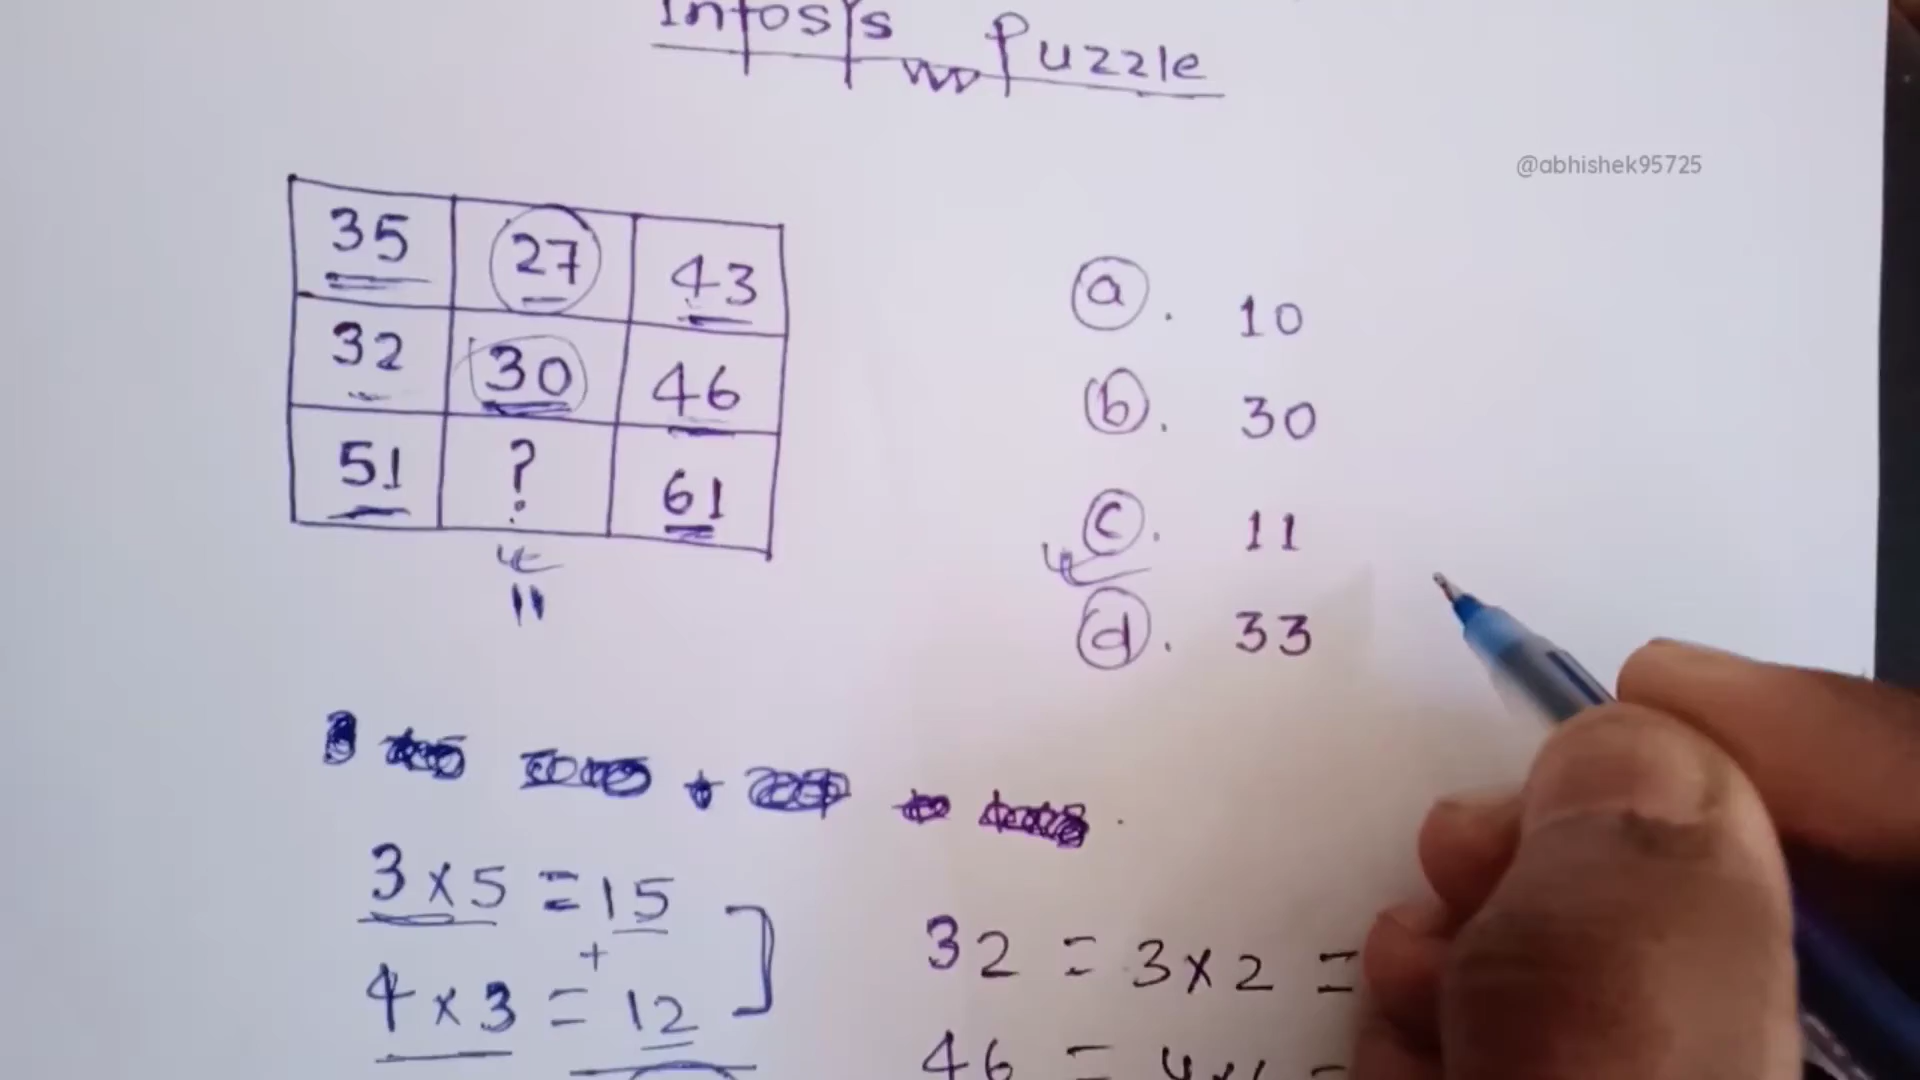 Infosys Puzzle
@abhishek95725
35 27 43
32 30 46
51 ? 61
11
a. 10
b. 30
c. 11
d. 33
3 × 5 = 15
+
4 × 3 = 12
32 = 3 × 2 =
46 =